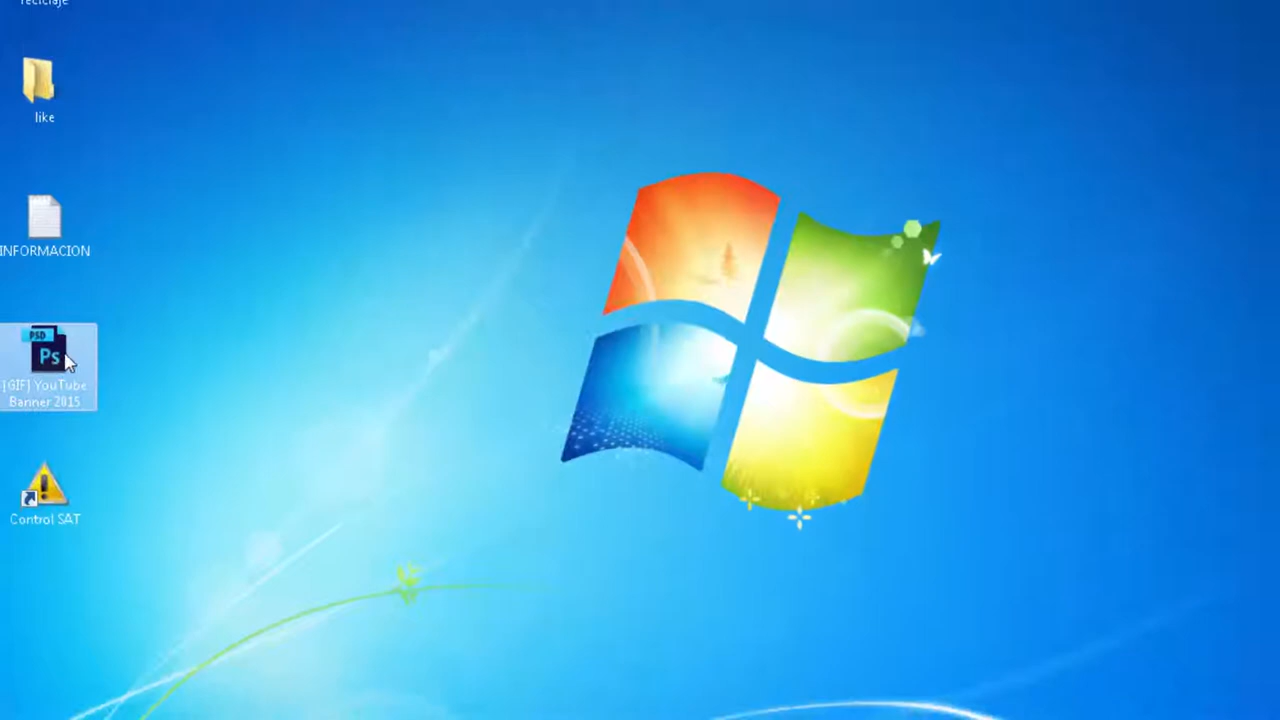 reciclaje
like
INFORMACION
PSD
Ps
[GIF] YouTube
Banner 2015
Control SAT